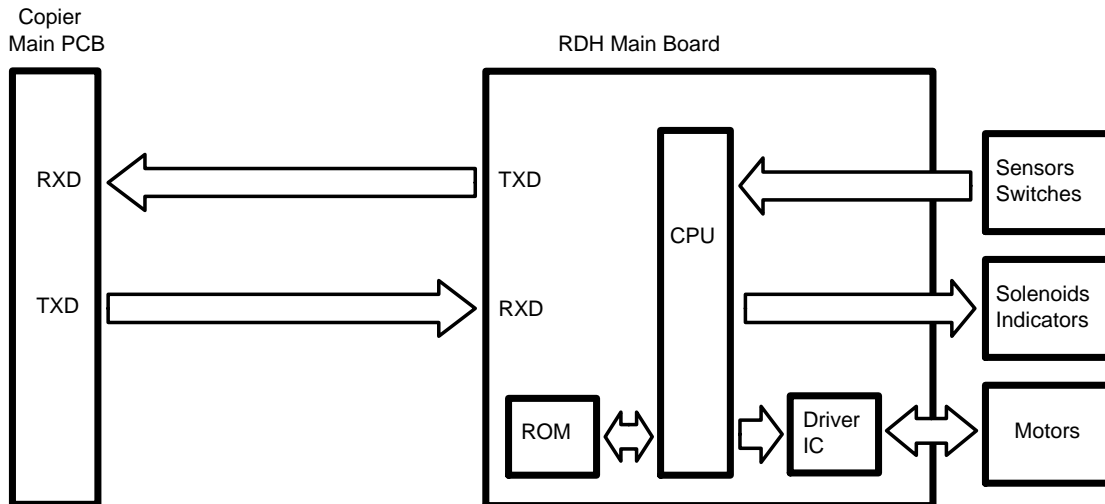 Copier
Main PCB
RDH Main Board
RXD
TXD
Sensors
Switches
CPU
TXD
RXD
Solenoids
Indicators
ROM
Driver
IC
Motors